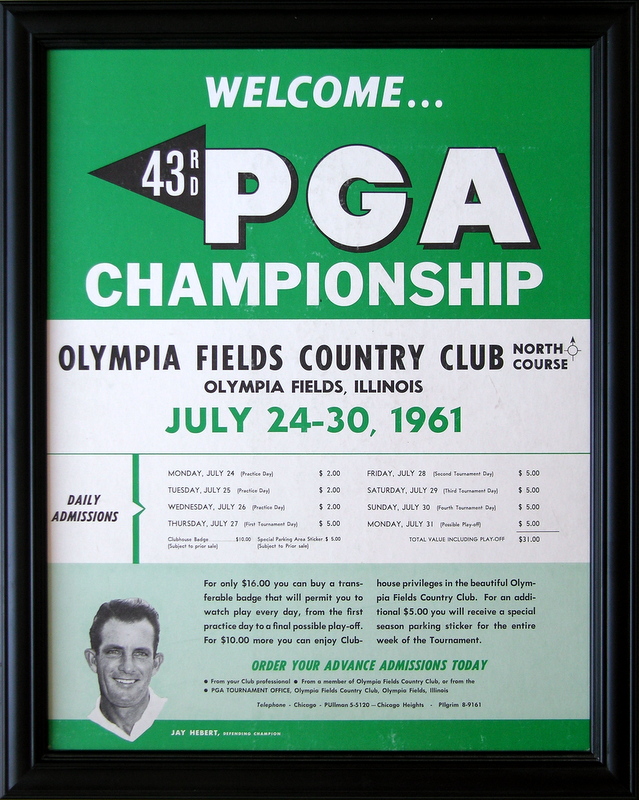 WELCOME...
43RD PGA
CHAMPIONSHIP
OLYMPIA FIELDS COUNTRY CLUB NORTH COURSE
OLYMPIA FIELDS, ILLINOIS
JULY 24-30, 1961
DAILY ADMISSIONS
MONDAY, JULY 24 (Practice Day) $ 2.00
TUESDAY, JULY 25 (Practice Day) $ 2.00
WEDNESDAY, JULY 26 (Practice Day) $ 2.00
THURSDAY, JULY 27 (First Tournament Day) $ 5.00
Clubhouse Badge..........$10.00 Special Parking Area Sticker $ 5.00
(Subject to prior sale) (Subject to Prior sale)
FRIDAY, JULY 28 (Second Tournament Day) $ 5.00
SATURDAY, JULY 29 (Third Tournament Day) $ 5.00
SUNDAY, JULY 30 (Fourth Tournament Day) $ 5.00
MONDAY, JULY 31 (Possible Play-off) $ 5.00
TOTAL VALUE INCLUDING PLAY-OFF $31.00
For only $16.00 you can buy a trans-
ferable badge that will permit you to
watch play every day, from the first
practice day to a final possible play-off.
For $10.00 more you can enjoy Club-
house privileges in the beautiful Olym-
pia Fields Country Club. For an addi-
tional $5.00 you will receive a special
season parking sticker for the entire
week of the Tournament.
ORDER YOUR ADVANCE ADMISSIONS TODAY
● From your Club professional ● From a member of Olympia Fields Country Club, or from the
● PGA TOURNAMENT OFFICE, Olympia Fields Country Club, Olympia Fields, Illinois
Telephone - Chicago - PUllman 5-5120 — Chicago Heights - Pilgrim 8-9161
JAY HEBERT, DEFENDING CHAMPION